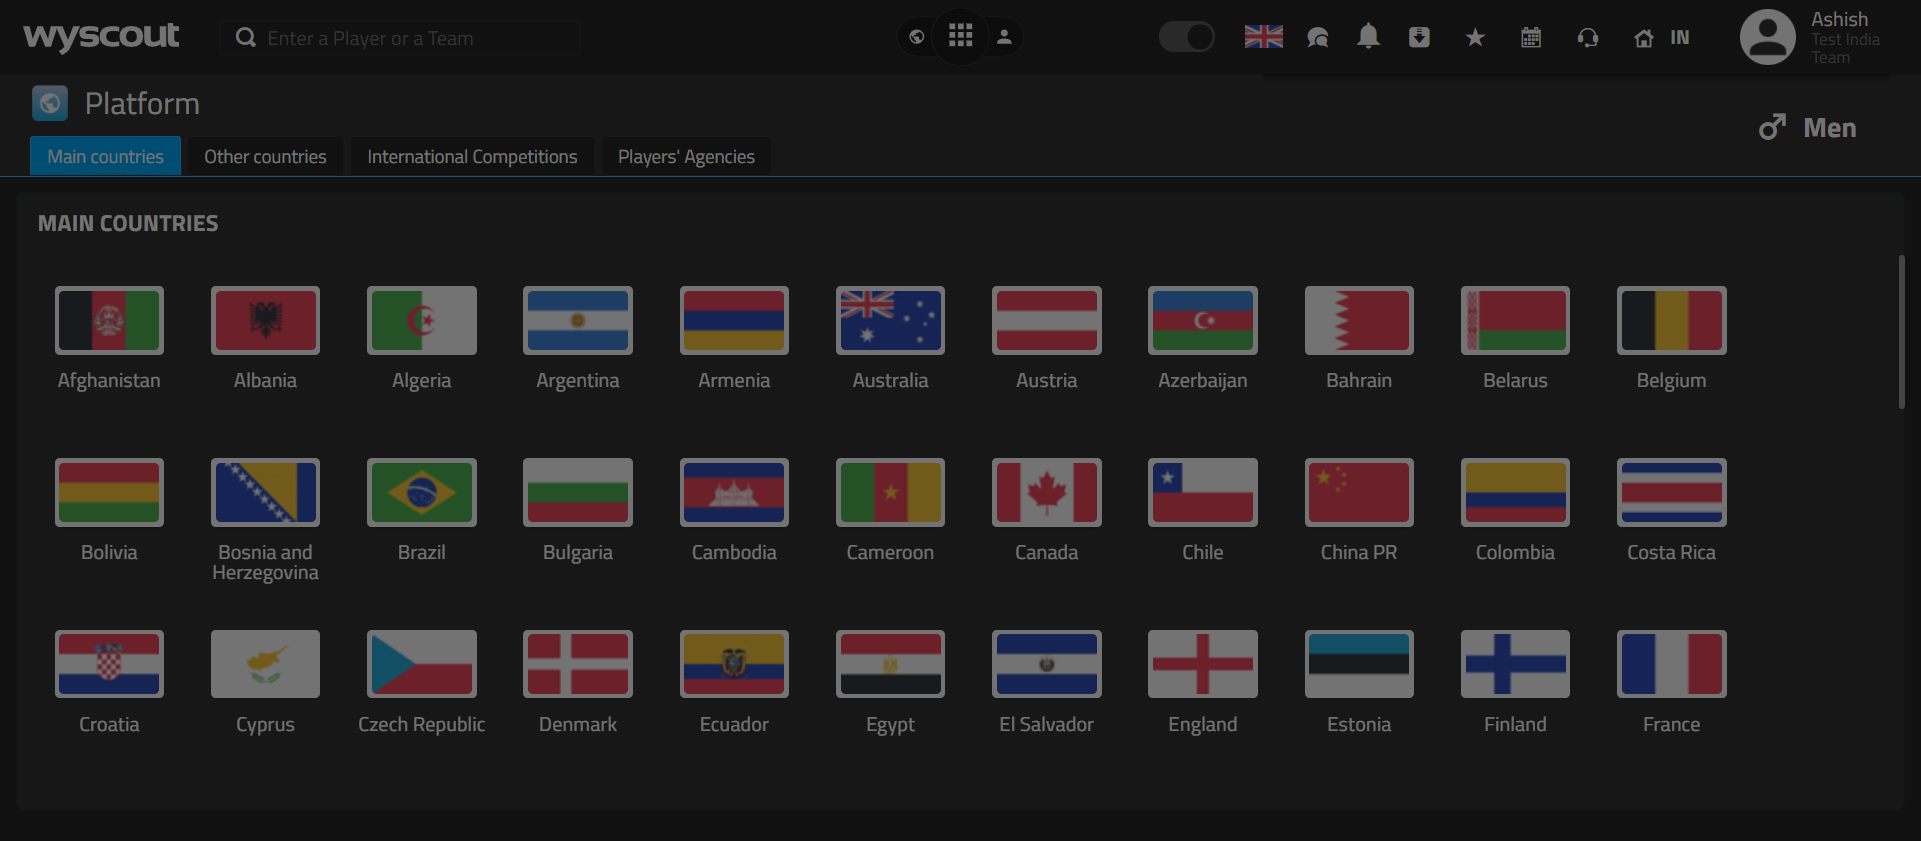 wyscout
Enter a Player or a Team
IN
Ashish
Test India
Team
Platform
Men
Main countries
Other countries
International Competitions
Players' Agencies
MAIN COUNTRIES
Afghanistan
Albania
Algeria
Argentina
Armenia
Australia
Austria
Azerbaijan
Bahrain
Belarus
Belgium
Bolivia
Bosnia and
Herzegovina
Brazil
Bulgaria
Cambodia
Cameroon
Canada
Chile
China PR
Colombia
Costa Rica
Croatia
Cyprus
Czech Republic
Denmark
Ecuador
Egypt
El Salvador
England
Estonia
Finland
France